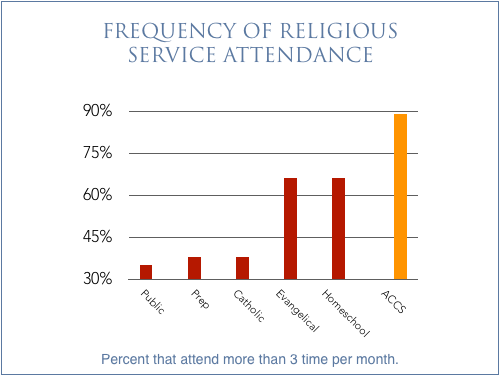 FREQUENCY OF RELIGIOUS
SERVICE ATTENDANCE
90%
75%
60%
45%
30%
Public
Prep
Catholic
Evangelical
Homeschool
ACCS
Percent that attend more than 3 time per month.